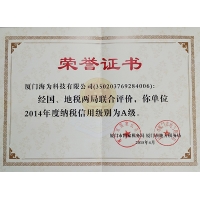 荣誉证书
厦门海为科技有限公司(350203769284006):
经国、地税两局联合评价，你单位
2014年度纳税信用级别为A级。